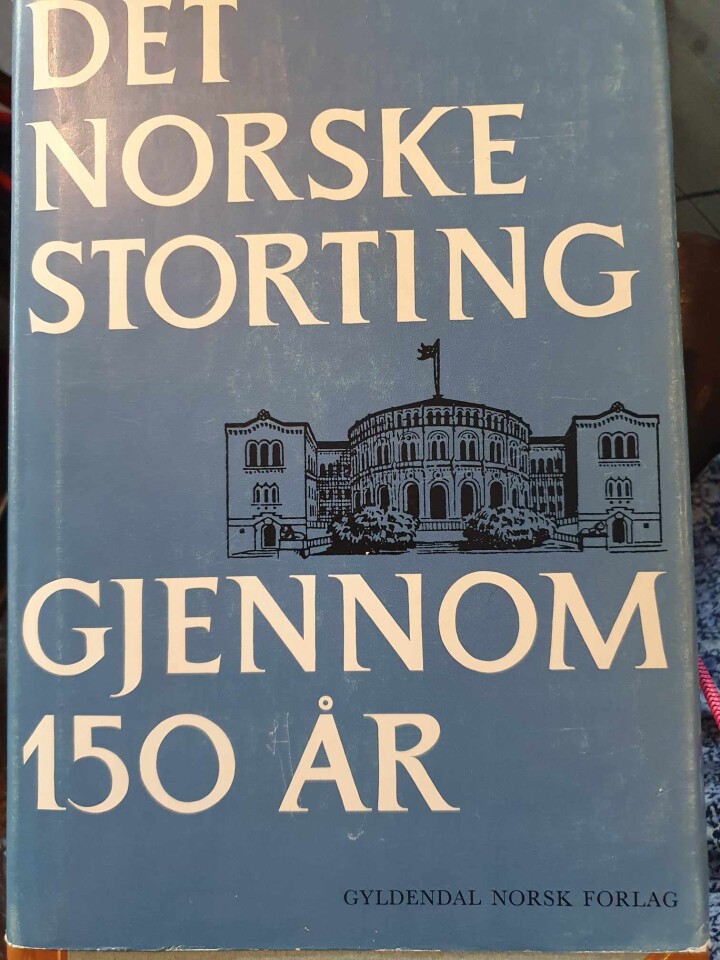 DET
NORSKE
STORTING
GJENNOM
150 ÅR
GYLDENDAL NORSK FORLAG